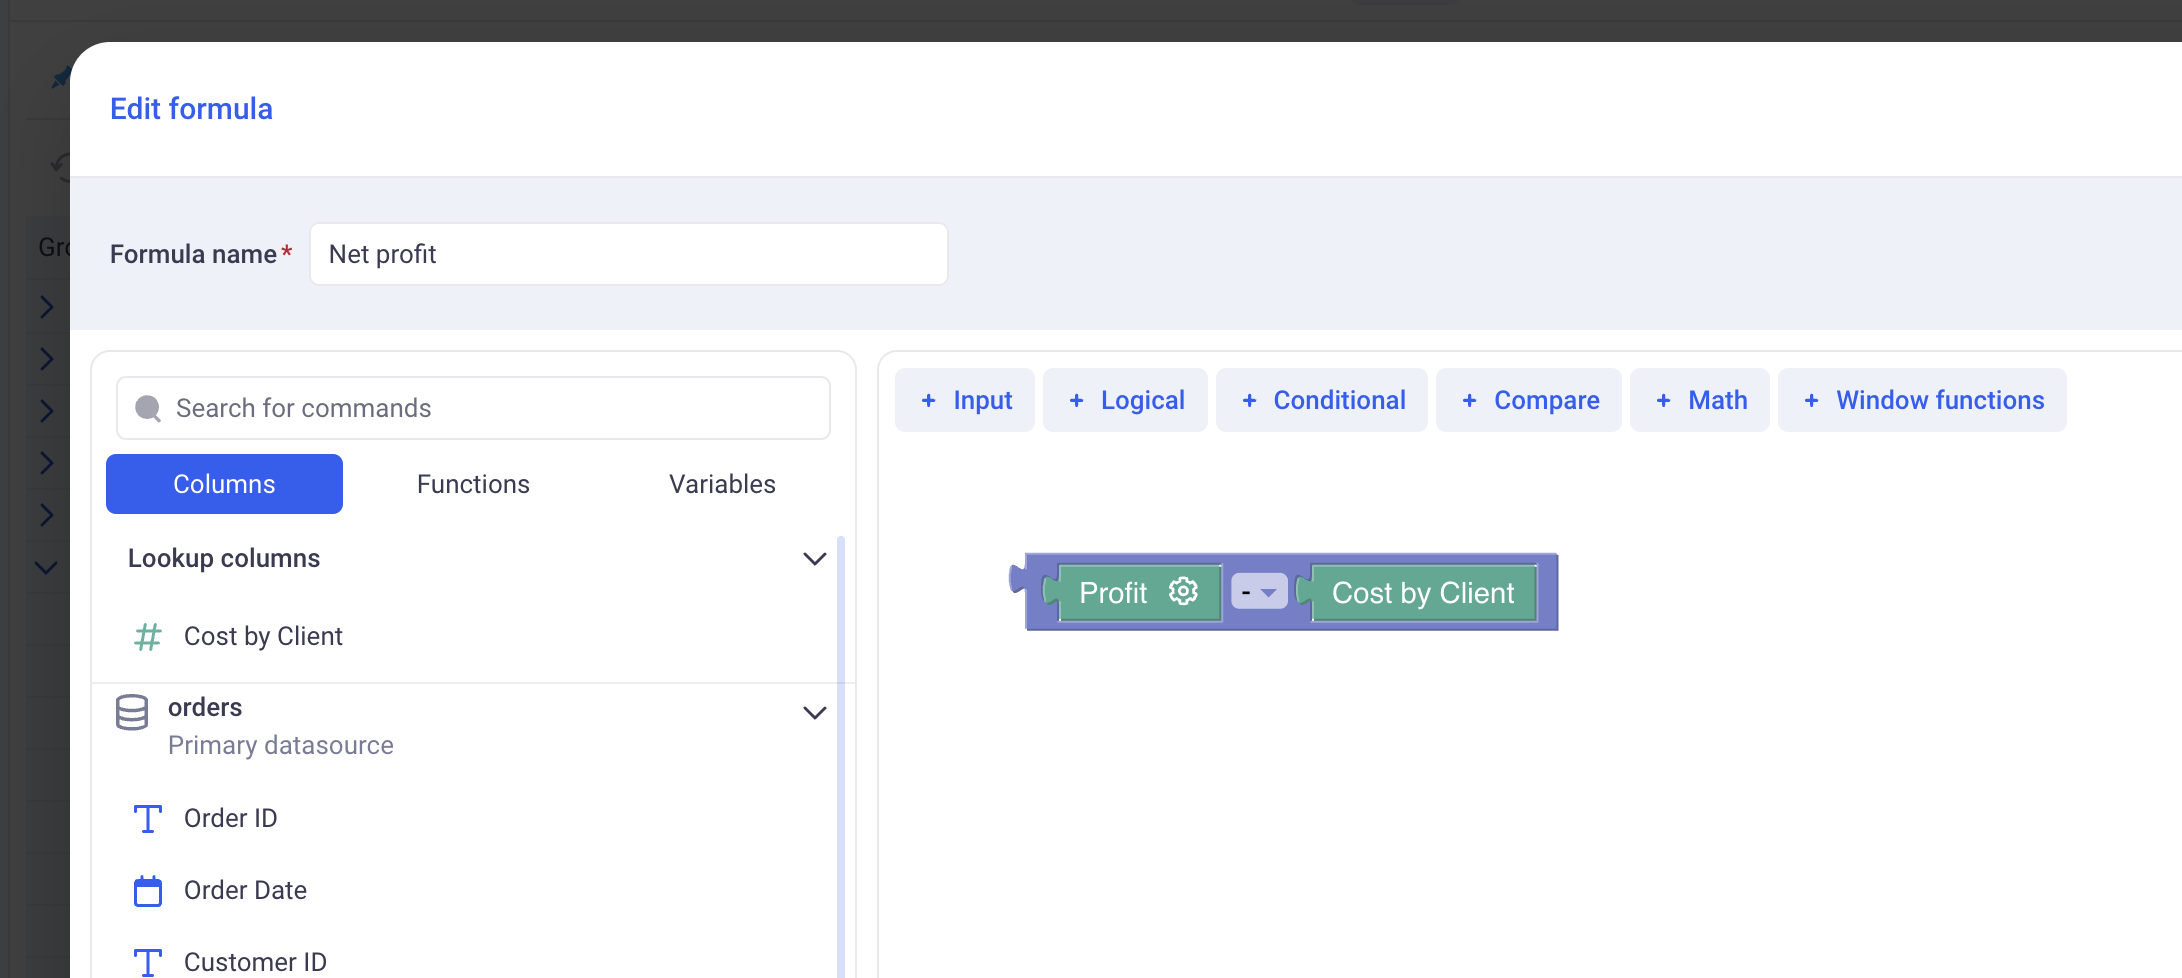 Edit formula
Formula name*
Net profit
Search for commands
Columns
Functions
Variables
Lookup columns
# Cost by Client
orders
Primary datasource
Order ID
Order Date
Customer ID
+ Input
+ Logical
+ Conditional
+ Compare
+ Math
+ Window functions
Profit - Cost by Client